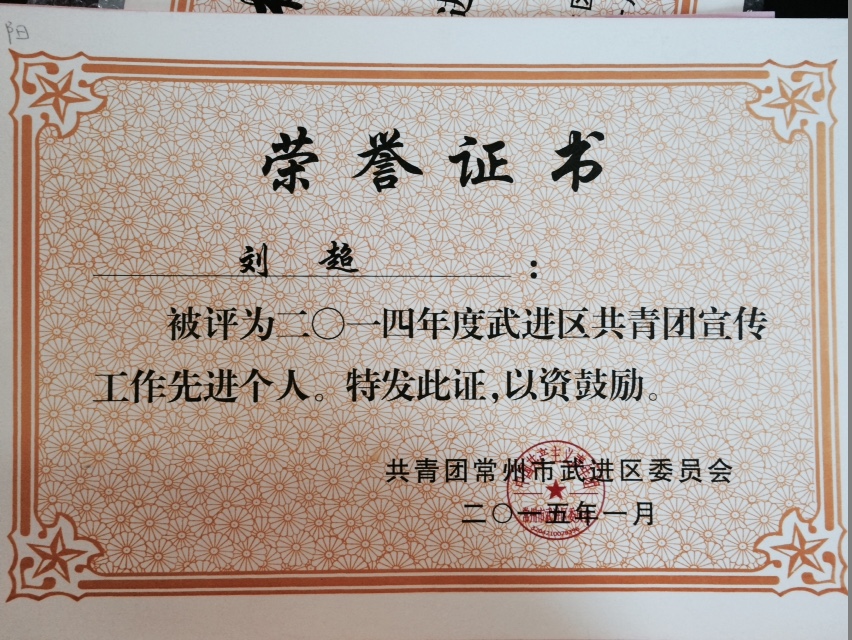 阳
荣誉证书
刘 超:
被评为二〇一四年度武进区共青团宣传
工作先进个人。特发此证,以资鼓励。
共青团常州市武进区委员会
二〇一五年一月